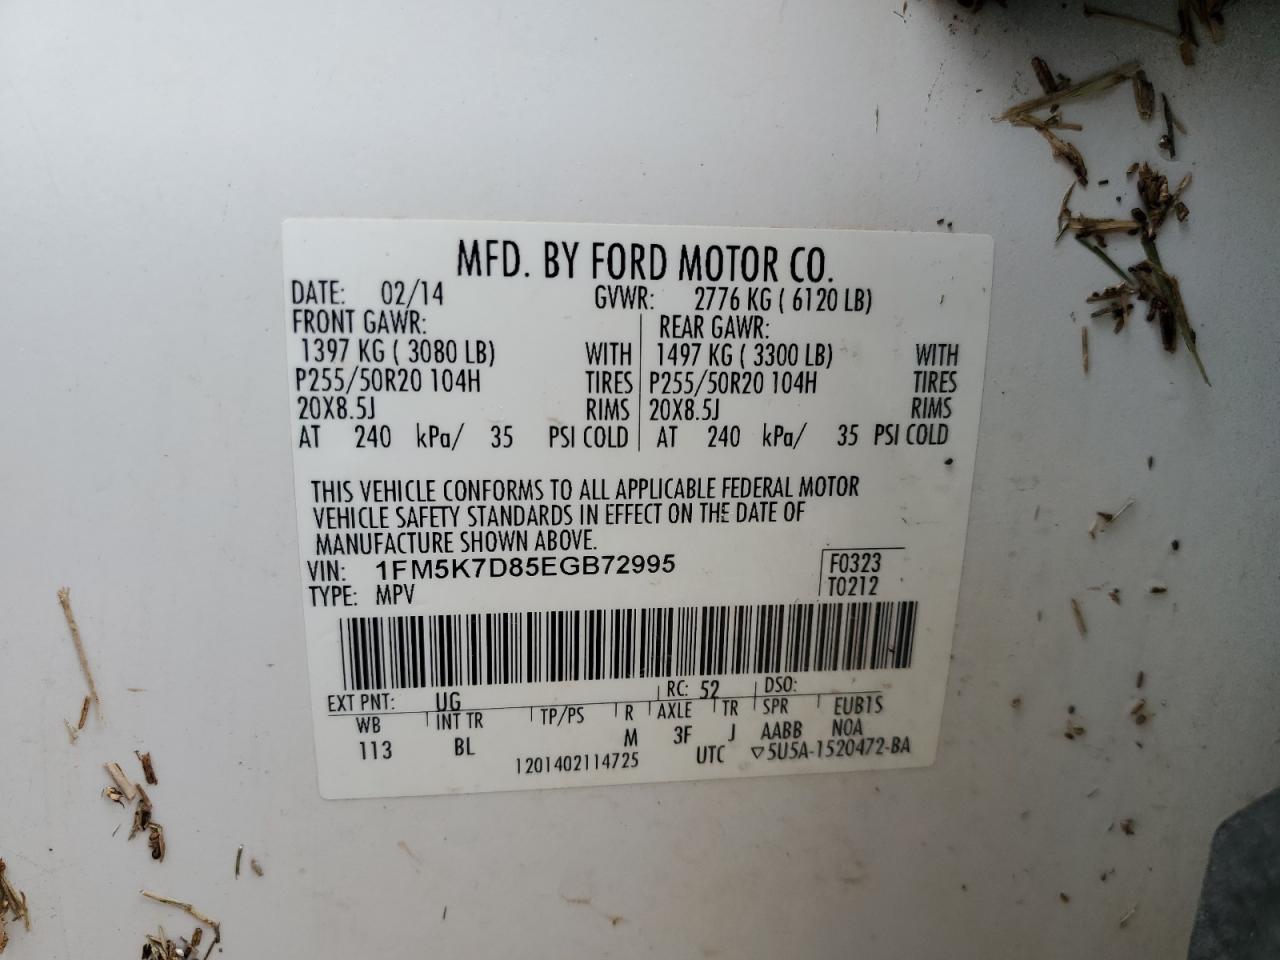 MFD. BY FORD MOTOR CO.
DATE: 02/14 GVWR: 2776 KG ( 6120 LB)
FRONT GAWR: REAR GAWR:
1397 KG ( 3080 LB) WITH 1497 KG ( 3300 LB) WITH
P255/50R20 104H TIRES P255/50R20 104H TIRES
20X8.5J RIMS 20X8.5J RIMS
AT 240 kPa/ 35 PSI COLD AT 240 kPa/ 35 PSI COLD
THIS VEHICLE CONFORMS TO ALL APPLICABLE FEDERAL MOTOR
VEHICLE SAFETY STANDARDS IN EFFECT ON THE DATE OF
MANUFACTURE SHOWN ABOVE.
VIN: 1FM5K7D85EGB72995 F0323
TYPE: MPV T0212
EXT PNT: UG RC: 52 DSO:
WB INT TR TP/PS R AXLE TR SPR EUB1S
113 BL M 3F J AABB N0A
1201402114725 UTC ▽5U5A-1520472-BA